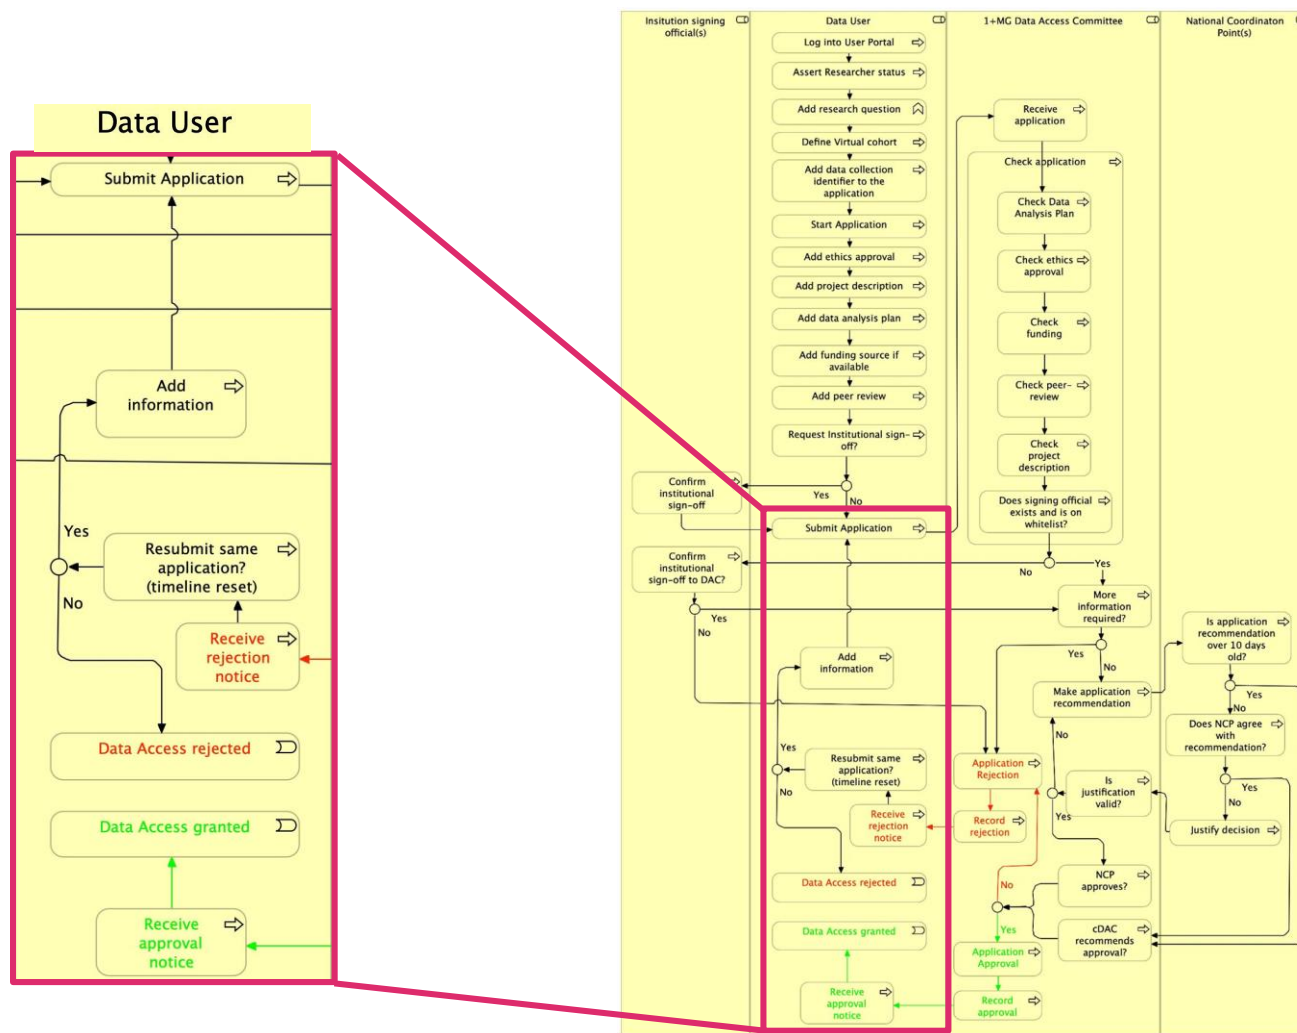 Data User
Submit Application
Add
information
Yes
Resubmit same
application?
(timeline reset)
No
Receive
rejection
notice
Data Access rejected
Data Access granted
Receive
approval
notice
Insitution signing
official(s)
Data User
1+MG Data Access Committee
National Coordinaton
Point(s)
Log into User Portal
Assert Researcher status
Add research question
Define Virtual cohort
Add data collection
identifier to the
application
Start Application
Add ethics approval
Add project description
Add data analysis plan
Add funding source if
available
Add peer review
Request Institutional sign-
off?
Yes
No
Confirm
institutional
sign-off
Submit Application
Confirm
institutional
sign-off to DAC?
Yes
No
Receive
application
Check application
Check Data
Analysis Plan
Check ethics
approval
Check
funding
Check peer-
review
Check
project
description
Does signing official
exists and is on
whitelist?
No
Yes
More
information
required?
Yes
No
Make application
recommendation
Is application
recommendation
over 10 days
old?
Yes
No
Does NCP agree
with
recommendation?
Yes
No
Justify decision
Is
justification
valid?
No
Yes
NCP
approves?
cDAC
recommends
approval?
No
Yes
Application
Rejection
Record
rejection
Application
Approval
Record
approval
Add
information
Yes
Resubmit same
application?
(timeline reset)
No
Receive
rejection
notice
Data Access rejected
Data Access granted
Receive
approval
notice